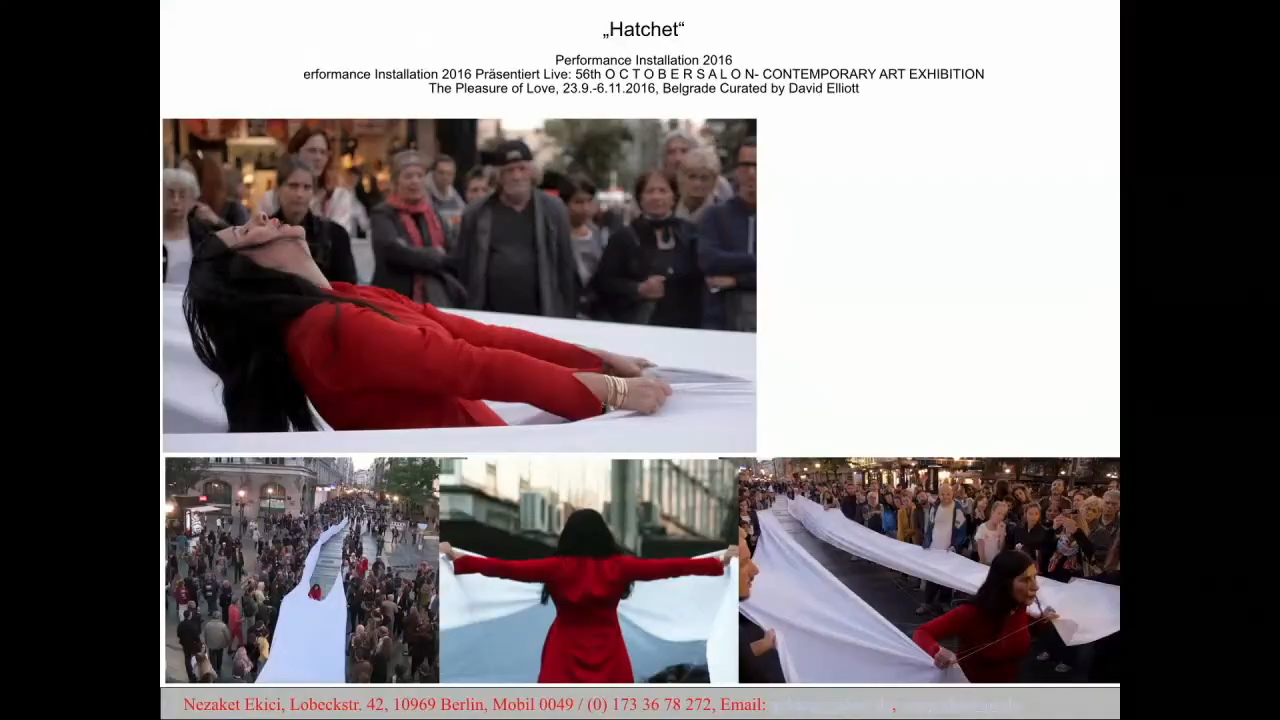 „Hatchet“
Performance Installation 2016
erformance Installation 2016 Präsentiert Live: 56th O C T O B E R S A L O N- CONTEMPORARY ART EXHIBITION
The Pleasure of Love, 23.9.-6.11.2016, Belgrade Curated by David Elliott
Nezaket Ekici, Lobeckstr. 42, 10969 Berlin, Mobil 0049 / (0) 173 36 78 272, Email: ,